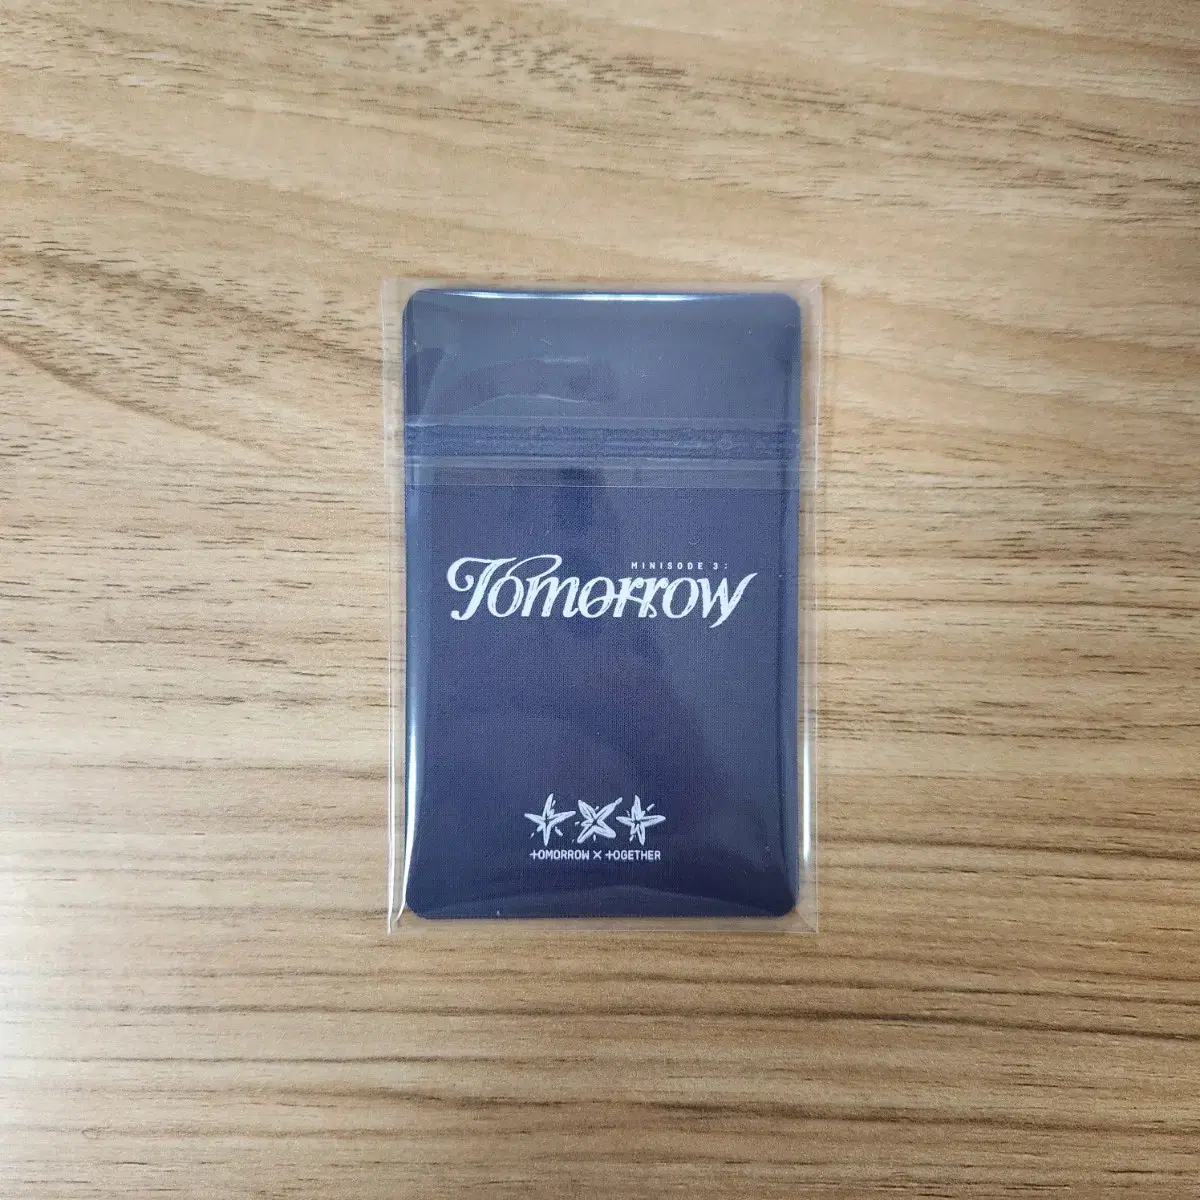 MINISODE 3:
Tomorrow
TOMORROW × TOGETHER